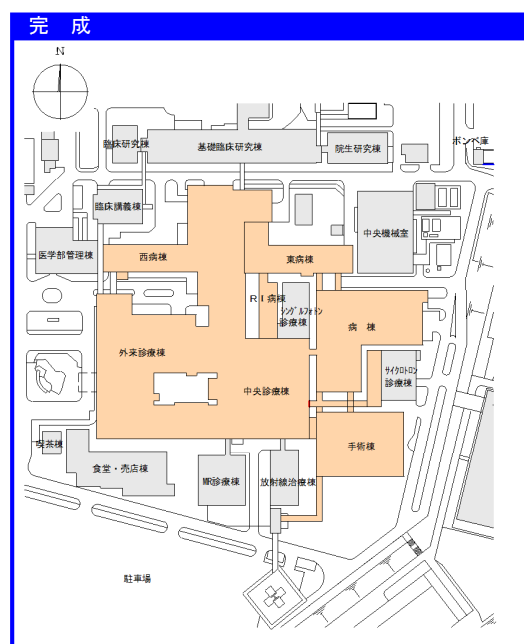 完成
N
臨床研究棟
基礎臨床研究棟
院生研究棟
ボンベ庫
臨床講義棟
中央機械室
医学部管理棟
西病棟
東病棟
RI病棟
シングルフォトン
診療棟
病棟
外来診療棟
中央診療棟
サイクロトロン
診療棟
喫茶棟
食堂・売店棟
MR診療棟
放射線治療棟
手術棟
駐車場